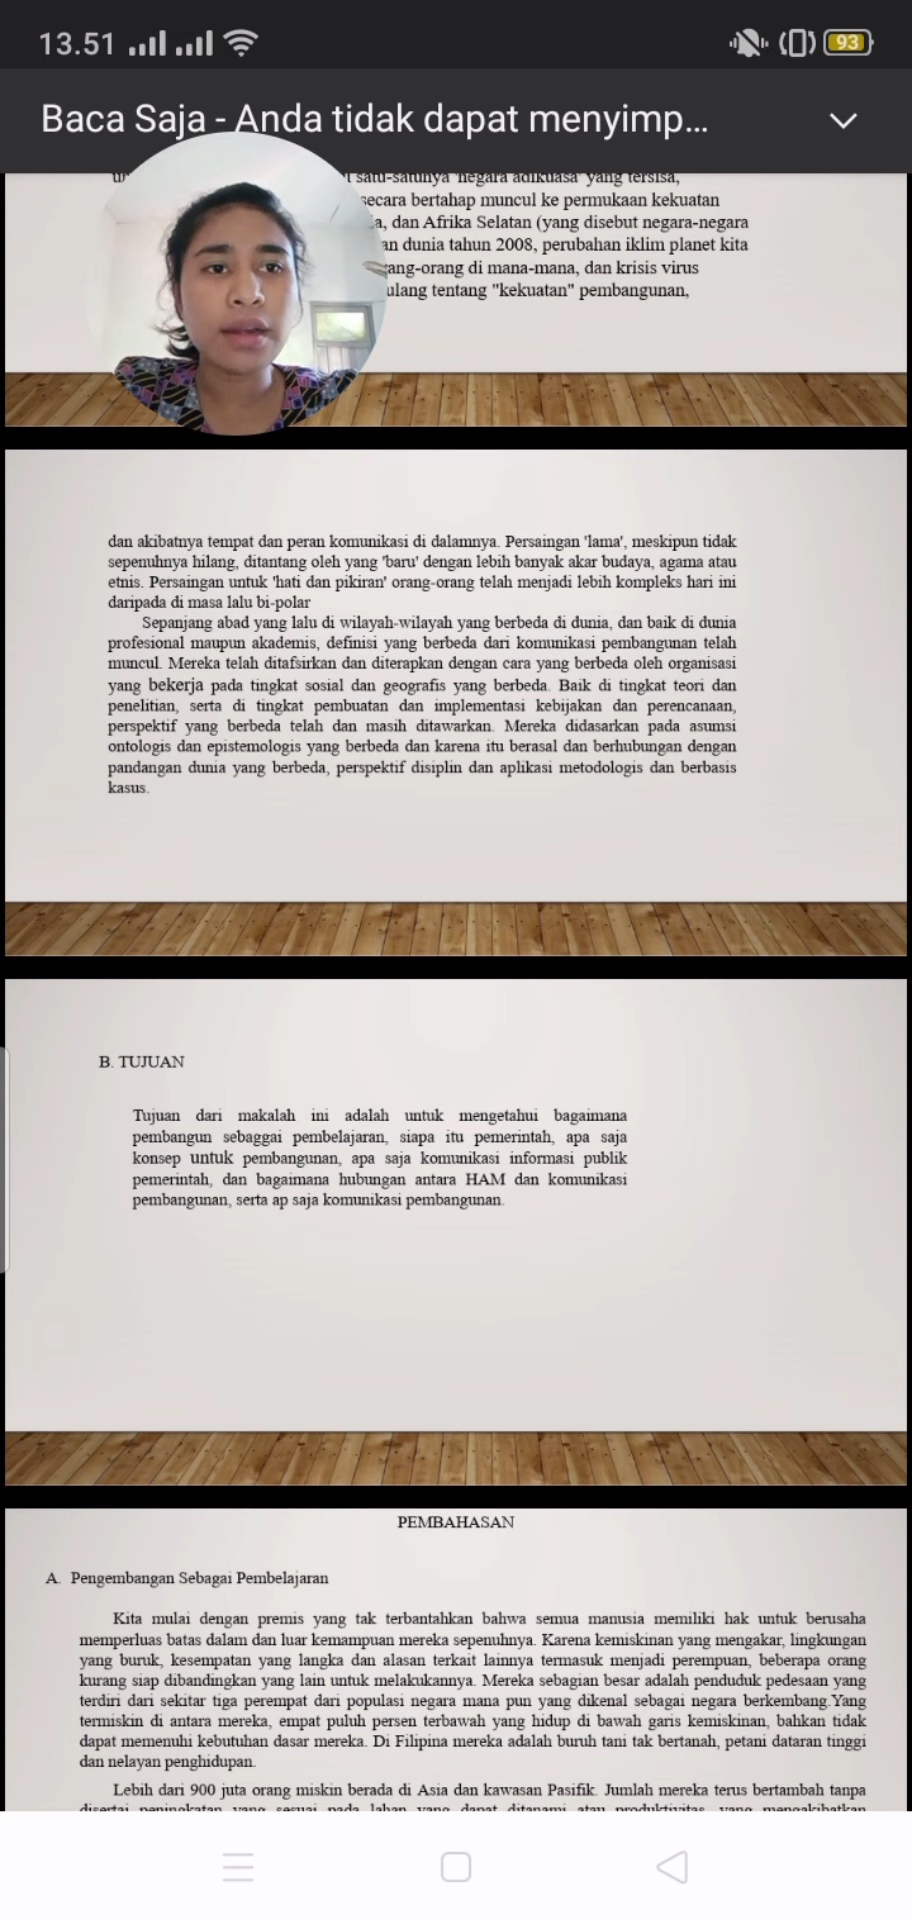 13.51
93
Baca Saja - Anda tidak dapat menyimp...
satu-satunya 'negara adikuasa' yang tersisa,
secara bertahap muncul ke permukaan kekuatan
a, dan Afrika Selatan (yang disebut negara-negara
an dunia tahun 2008, perubahan iklim planet kita
ang-orang di mana-mana, dan krisis virus
ulang tentang "kekuatan" pembangunan,
dan akibatnya tempat dan peran komunikasi di dalamnya. Persaingan 'lama', meskipun tidak
sepenuhnya hilang, ditantang oleh yang 'baru' dengan lebih banyak akar budaya, agama atau
etnis. Persaingan untuk 'hati dan pikiran' orang-orang telah menjadi lebih kompleks hari ini
daripada di masa lalu bi-polar
Sepanjang abad yang lalu di wilayah-wilayah yang berbeda di dunia, dan baik di dunia
profesional maupun akademis, definisi yang berbeda dari komunikasi pembangunan telah
muncul. Mereka telah ditafsirkan dan diterapkan dengan cara yang berbeda oleh organisasi
yang bekerja pada tingkat sosial dan geografis yang berbeda. Baik di tingkat teori dan
penelitian, serta di tingkat pembuatan dan implementasi kebijakan dan perencanaan,
perspektif yang berbeda telah dan masih ditawarkan. Mereka didasarkan pada asumsi
ontologis dan epistemologis yang berbeda dan karena itu berasal dan berhubungan dengan
pandangan dunia yang berbeda, perspektif disiplin dan aplikasi metodologis dan berbasis
kasus.
B. TUJUAN
Tujuan dari makalah ini adalah untuk mengetahui bagaimana
pembangun sebaggai pembelajaran, siapa itu pemerintah, apa saja
konsep untuk pembangunan, apa saja komunikasi informasi publik
pemerintah, dan bagaimana hubungan antara HAM dan komunikasi
pembangunan, serta ap saja komunikasi pembangunan.
PEMBAHASAN
A. Pengembangan Sebagai Pembelajaran
Kita mulai dengan premis yang tak terbantahkan bahwa semua manusia memiliki hak untuk berusaha
memperluas batas dalam dan luar kemampuan mereka sepenuhnya. Karena kemiskinan yang mengakar, lingkungan
yang buruk, kesempatan yang langka dan alasan terkait lainnya termasuk menjadi perempuan, beberapa orang
kurang siap dibandingkan yang lain untuk melakukannya. Mereka sebagian besar adalah penduduk pedesaan yang
terdiri dari sekitar tiga perempat dari populasi negara mana pun yang dikenal sebagai negara berkembang.Yang
termiskin di antara mereka, empat puluh persen terbawah yang hidup di bawah garis kemiskinan, bahkan tidak
dapat memenuhi kebutuhan dasar mereka. Di Filipina mereka adalah buruh tani tak bertanah, petani dataran tinggi
dan nelayan penghidupan.
Lebih dari 900 juta orang miskin berada di Asia dan kawasan Pasifik. Jumlah mereka terus bertambah tanpa
disertai peningkatan yang sesuai pada lahan yang dapat ditanami atau produktivitas, yang mengakibatkan